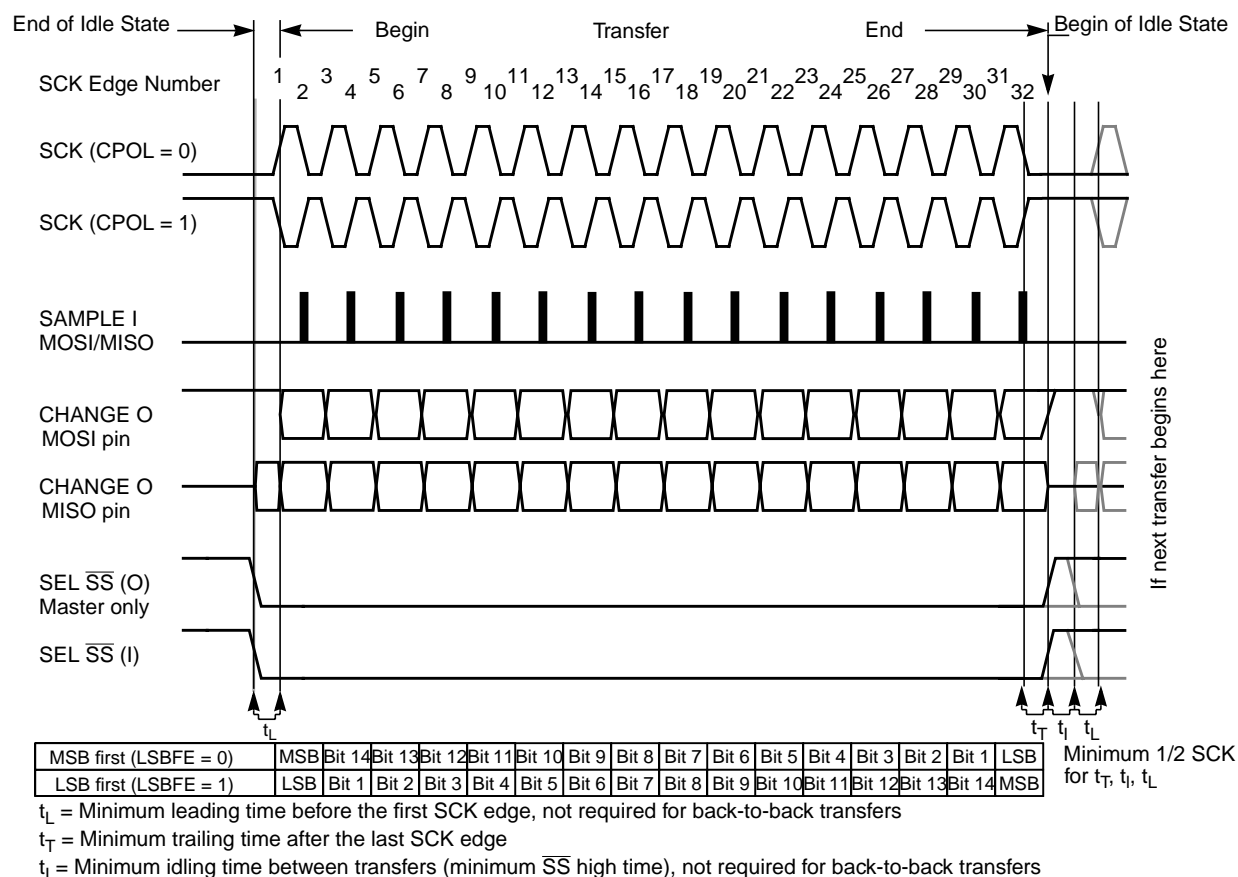 End of Idle State
Begin
Transfer
End
Begin of Idle State
SCK Edge Number
1 3 5 7 9 11 13 15 17 19 21 23 25 27 29 31
2 4 6 8 10 12 14 16 18 20 22 24 26 28 30 32
SCK (CPOL = 0)
SCK (CPOL = 1)
SAMPLE I
MOSI/MISO
CHANGE O
MOSI pin
CHANGE O
MISO pin
SEL SS (O)
Master only
SEL SS (I)
If next transfer begins here
tL
tT tI tL
MSB first (LSBFE = 0) MSB Bit 14 Bit 13 Bit 12 Bit 11 Bit 10 Bit 9 Bit 8 Bit 7 Bit 6 Bit 5 Bit 4 Bit 3 Bit 2 Bit 1 LSB
LSB first (LSBFE = 1) LSB Bit 1 Bit 2 Bit 3 Bit 4 Bit 5 Bit 6 Bit 7 Bit 8 Bit 9 Bit 10 Bit 11 Bit 12 Bit 13 Bit 14 MSB
Minimum 1/2 SCK
for tT, tI, tL
tL = Minimum leading time before the first SCK edge, not required for back-to-back transfers
tT = Minimum trailing time after the last SCK edge
tI = Minimum idling time between transfers (minimum SS high time), not required for back-to-back transfers